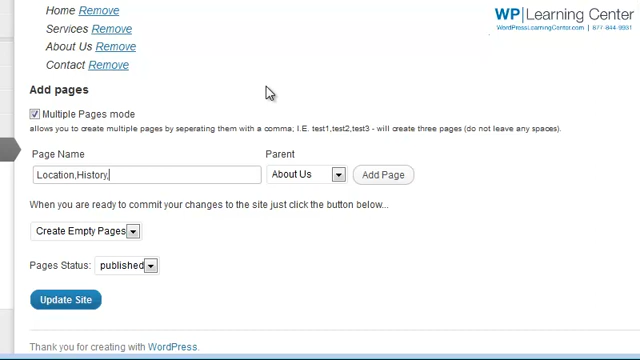 WP|Learning Center
WordPressLearningCenter.com | 877-844-9931
Home Remove
Services Remove
About Us Remove
Contact Remove
Add pages
Multiple Pages mode
allows you to create multiple pages by seperating them with a comma; I.E. test1,test2,test3 - will create three pages (do not leave any spaces).
Page Name Parent
Location,History, About Us Add Page
When you are ready to commit your changes to the site just click the button below...
Create Empty Pages
Pages Status: published
Update Site
Thank you for creating with WordPress.